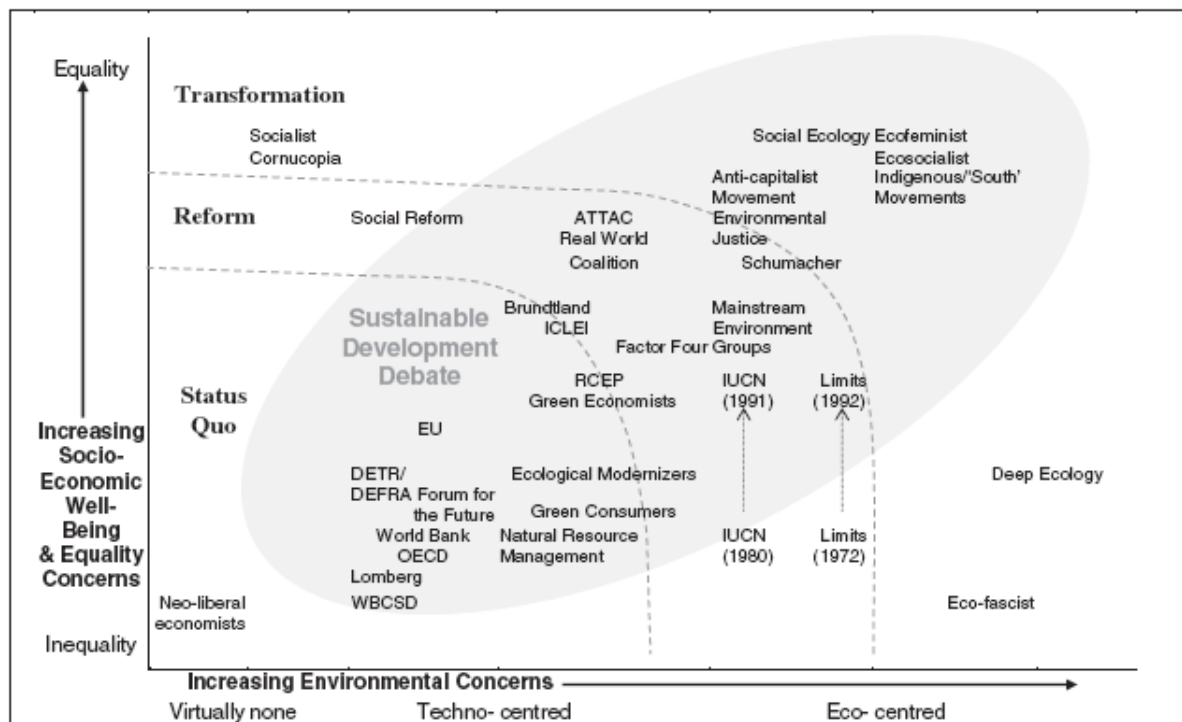 Equality
Transformation
Socialist
Cornucopia
Social Ecology Ecofeminist
Ecosocialist
Indigenous/'South'
Movements
Anti-capitalist
Movement
Environmental
Justice
Reform
Social Reform
ATTAC
Real World
Coalition
Schumacher
Sustainable
Development
Debate
Brundtland
ICLEI
Mainstream
Environment
Factor Four Groups
Status
Quo
RCEP
Green Economists
IUCN
(1991)
Limits
(1992)
EU
Increasing
Socio-
Economic
Well-
Being
& Equality
Concerns
DETR/
DEFRA Forum for
the Future
Ecological Modernizers
Deep Ecology
Green Consumers
World Bank
OECD
Natural Resource
Management
IUCN
(1980)
Limits
(1972)
Lomberg
WBCSD
Neo-liberal
economists
Eco-fascist
Inequality
Increasing Environmental Concerns
Virtually none
Techno- centred
Eco- centred